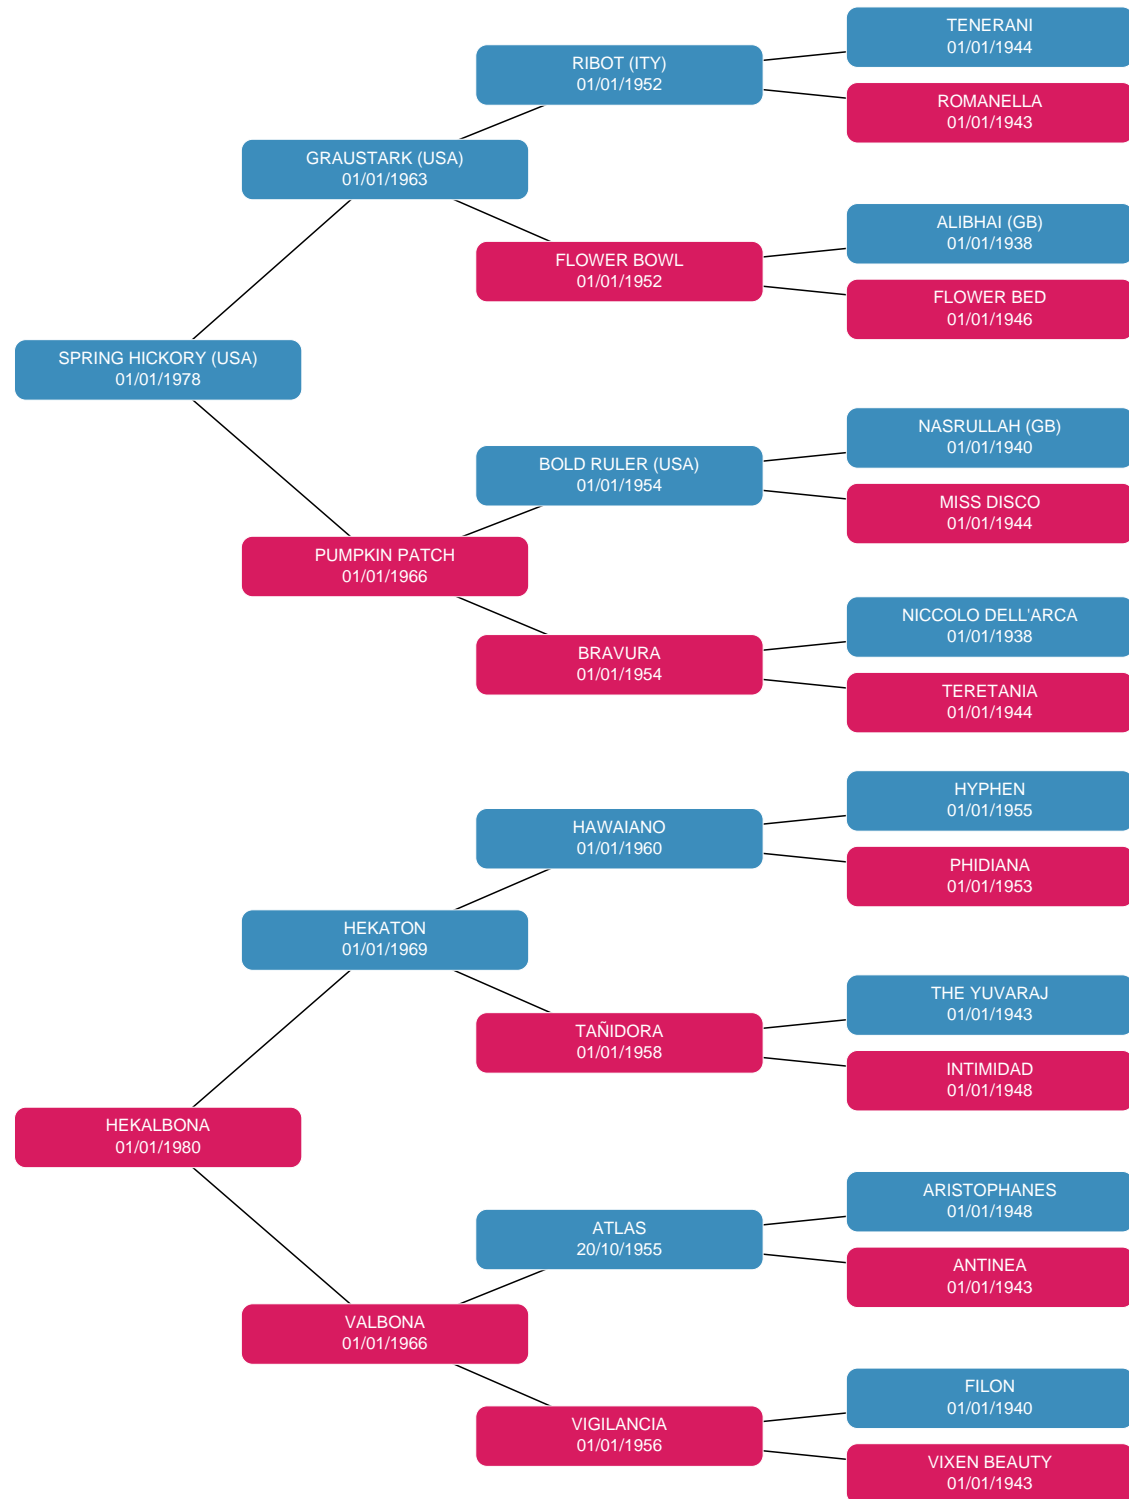 TENERANI
01/01/1944
RIBOT (ITY)
01/01/1952
ROMANELLA
01/01/1943
GRAUSTARK (USA)
01/01/1963
ALIBHAI (GB)
01/01/1938
FLOWER BOWL
01/01/1952
FLOWER BED
01/01/1946
SPRING HICKORY (USA)
01/01/1978
NASRULLAH (GB)
01/01/1940
BOLD RULER (USA)
01/01/1954
MISS DISCO
01/01/1944
PUMPKIN PATCH
01/01/1966
NICCOLO DELL'ARCA
01/01/1938
BRAVURA
01/01/1954
TERETANIA
01/01/1944
HYPHEN
01/01/1955
HAWAIANO
01/01/1960
PHIDIANA
01/01/1953
HEKATON
01/01/1969
THE YUVARAJ
01/01/1943
TAÑIDORA
01/01/1958
INTIMIDAD
01/01/1948
HEKALBONA
01/01/1980
ARISTOPHANES
01/01/1948
ATLAS
20/10/1955
ANTINEA
01/01/1943
VALBONA
01/01/1966
FILON
01/01/1940
VIGILANCIA
01/01/1956
VIXEN BEAUTY
01/01/1943